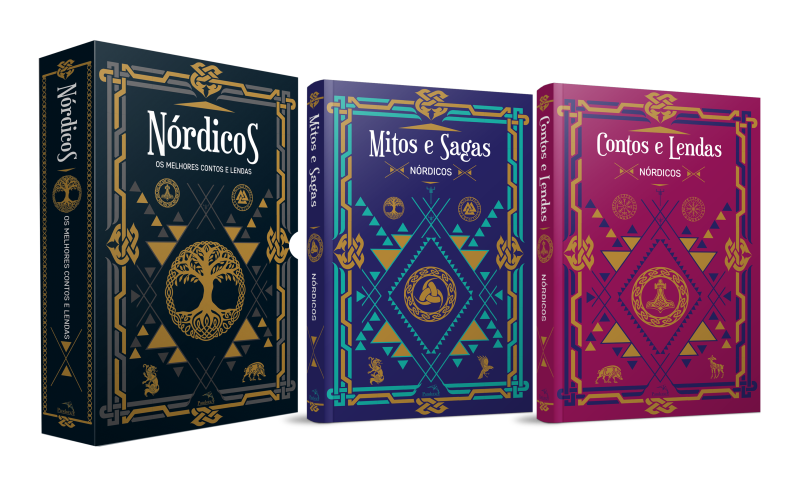 NórdicoS
OS MELHORES CONTOS E LENDAS
NórdicoS
OS MELHORES CONTOS E LENDAS
Mitos e Sagas
NÓRDICOS
Mitos e Sagas
NÓRDICOS
Contos e Lendas
NÓRDICOS
Contos e Lendas
NÓRDICOS